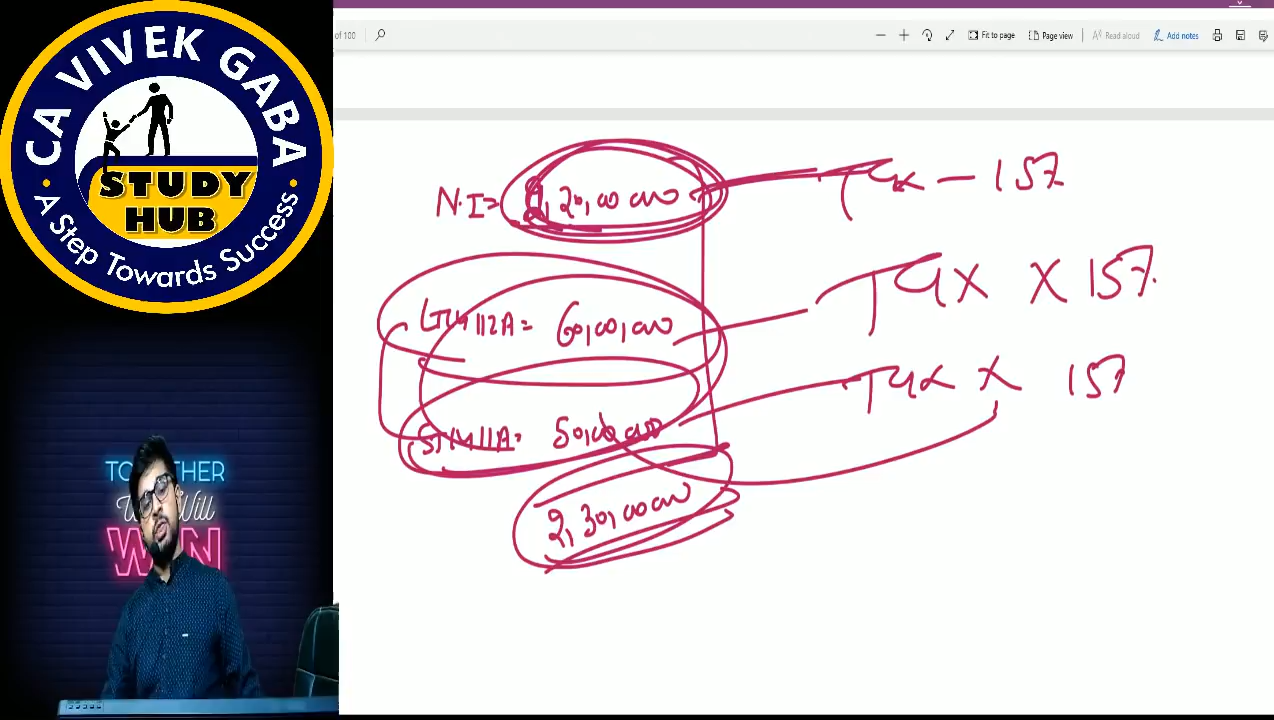 CA VIVEK GABA
STUDY
HUB
A Step Towards Success
of 100
Fit to page
Page view
Read aloud
Add notes
N.I = 1,20,00,000 Tax - 15%
LTCG 112A = 60,00,000 Tax X 15%
STCG 111A = 50,00,000 Tax X 15%
2,30,00,000
TOGETHER
We Will
WIN